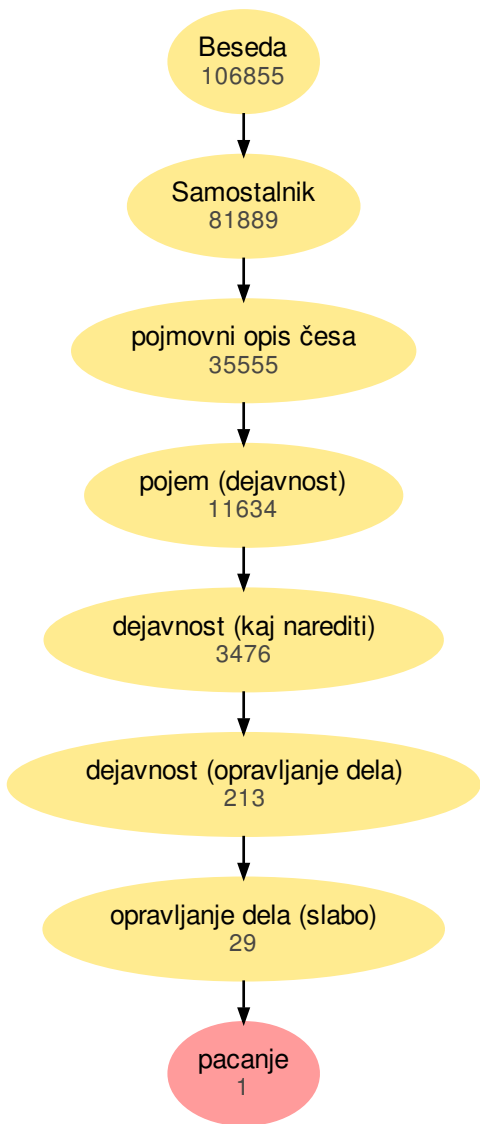 Beseda
106855
Samostalnik
81889
pojmovni opis česa
35555
pojem (dejavnost)
11634
dejavnost (kaj narediti)
3476
dejavnost (opravljanje dela)
213
opravljanje dela (slabo)
29
pacanje
1